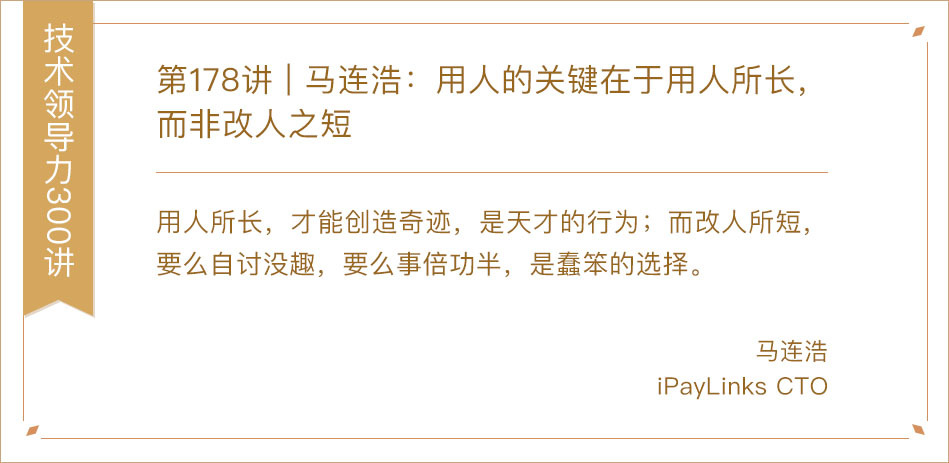 技术领导力300讲
第178讲｜马连浩：用人的关键在于用人所长，
而非改人之短
用人所长，才能创造奇迹，是天才的行为；而改人所短，
要么自讨没趣，要么事倍功半，是蠢笨的选择。
马连浩
iPayLinks CTO